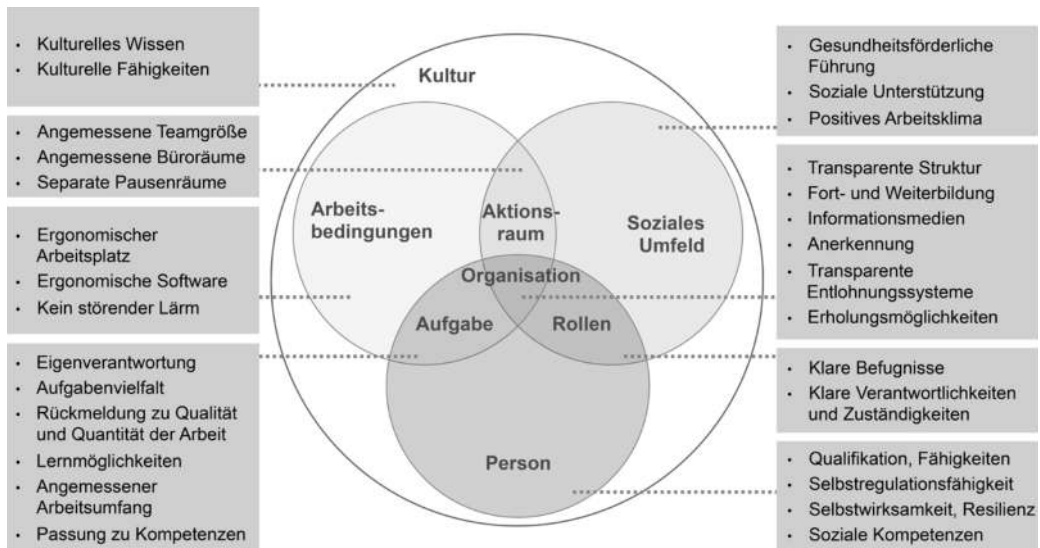 • Kulturelles Wissen
• Kulturelle Fähigkeiten
• Angemessene Teamgröße
• Angemessene Büroräume
• Separate Pausenräume
• Ergonomischer
Arbeitsplatz
• Ergonomische Software
• Kein störender Lärm
• Eigenverantwortung
• Aufgabenvielfalt
• Rückmeldung zu Qualität
und Quantität der Arbeit
• Lernmöglichkeiten
• Angemessener
Arbeitsumfang
• Passung zu Kompetenzen
Kultur
Arbeits-
bedingungen
Aktions-
raum
Soziales
Umfeld
Organisation
Aufgabe
Rollen
Person
• Gesundheitsförderliche
Führung
• Soziale Unterstützung
• Positives Arbeitsklima
• Transparente Struktur
• Fort- und Weiterbildung
• Informationsmedien
• Anerkennung
• Transparente
Entlohnungssysteme
• Erholungsmöglichkeiten
• Klare Befugnisse
• Klare Verantwortlichkeiten
und Zuständigkeiten
• Qualifikation, Fähigkeiten
• Selbstregulationsfähigkeit
• Selbstwirksamkeit, Resilienz
• Soziale Kompetenzen